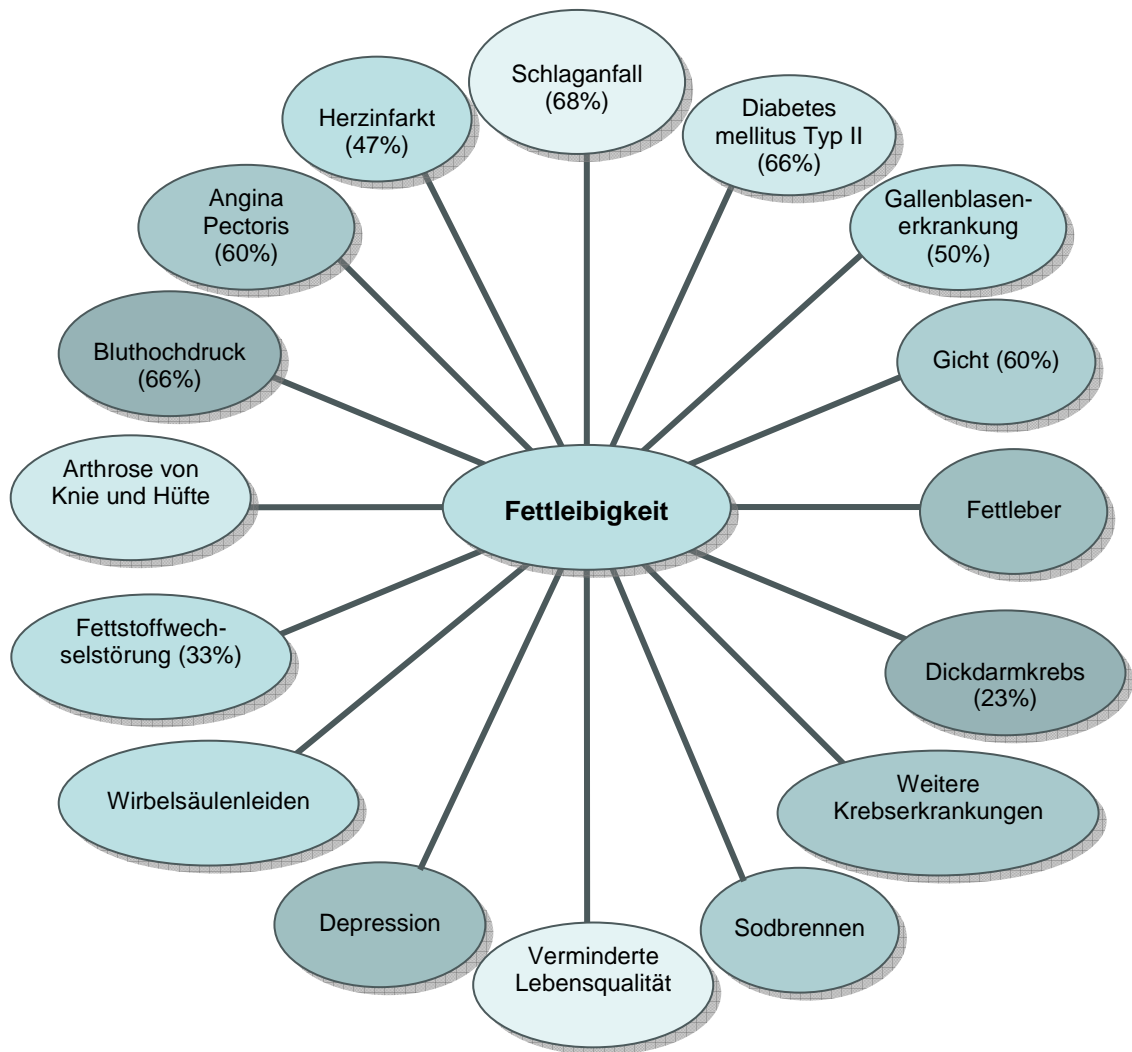 Schlaganfall
(68%)
Diabetes
mellitus Typ II
(66%)
Gallenblasen-
erkrankung
(50%)
Gicht (60%)
Fettleber
Dickdarmkrebs
(23%)
Weitere
Krebserkrankungen
Sodbrennen
Verminderte
Lebensqualität
Depression
Wirbelsäulenleiden
Fettstoffwech-
selstörung (33%)
Arthrose von
Knie und Hüfte
Bluthochdruck
(66%)
Angina
Pectoris
(60%)
Herzinfarkt
(47%)
Fettleibigkeit